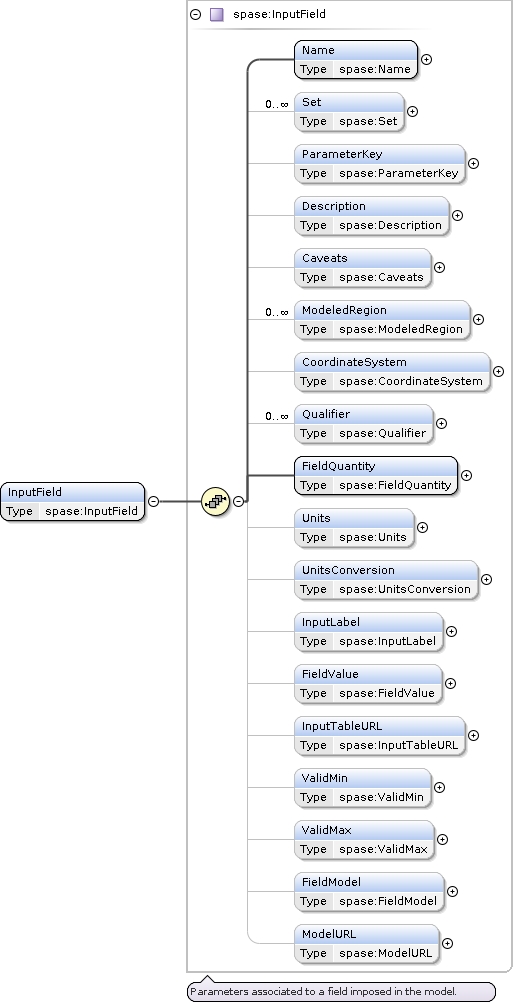 spase:InputField
Name
Type spase:Name
0..∞
Set
Type spase:Set
ParameterKey
Type spase:ParameterKey
Description
Type spase:Description
Caveats
Type spase:Caveats
0..∞
ModeledRegion
Type spase:ModeledRegion
CoordinateSystem
Type spase:CoordinateSystem
0..∞
Qualifier
Type spase:Qualifier
InputField
Type spase:InputField
FieldQuantity
Type spase:FieldQuantity
Units
Type spase:Units
UnitsConversion
Type spase:UnitsConversion
InputLabel
Type spase:InputLabel
FieldValue
Type spase:FieldValue
InputTableURL
Type spase:InputTableURL
ValidMin
Type spase:ValidMin
ValidMax
Type spase:ValidMax
FieldModel
Type spase:FieldModel
ModelURL
Type spase:ModelURL
Parameters associated to a field imposed in the model.